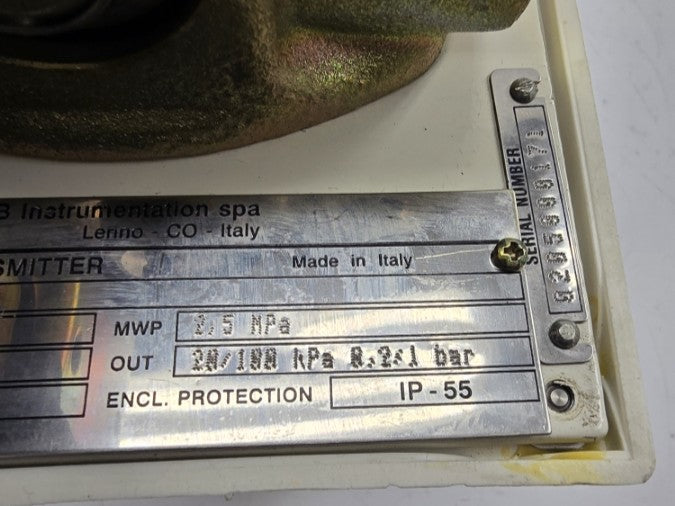 B Instrumentation spa
Lenno - CO - Italy
SMITTER Made in Italy
MWP 2,5 MPa
OUT 20/100 kPa 0,2/1 bar
ENCL. PROTECTION IP - 55
SERIAL NUMBER